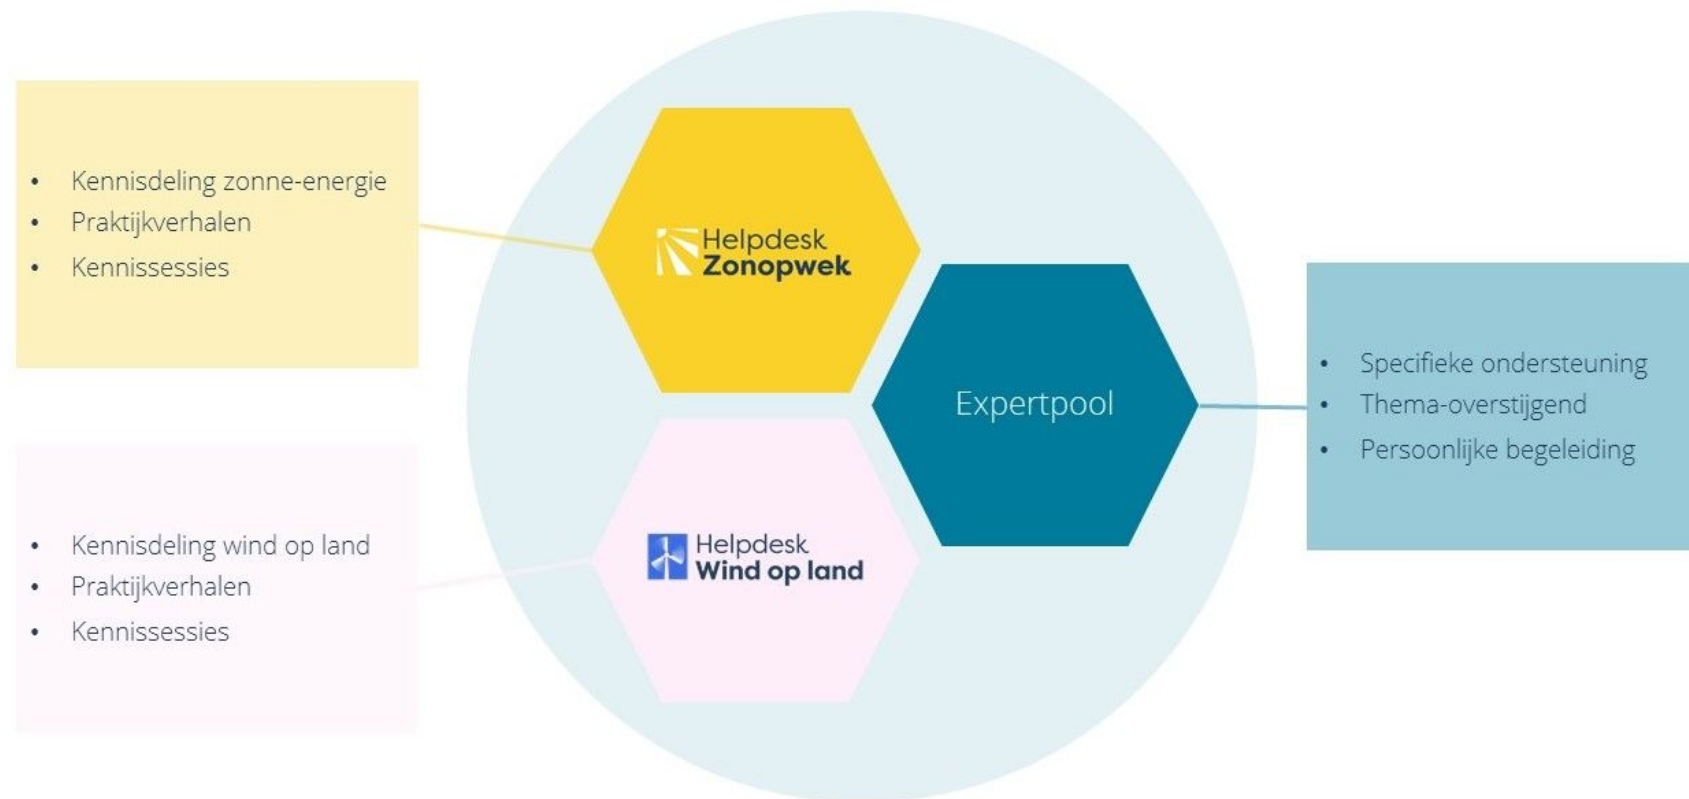 • Kennisdeling zonne-energie
• Praktijkverhalen
• Kennissessies
Helpdesk
Zonopwek
Expertpool
• Specifieke ondersteuning
• Thema-overstijgend
• Persoonlijke begeleiding
• Kennisdeling wind op land
• Praktijkverhalen
• Kennissessies
Helpdesk
Wind op land